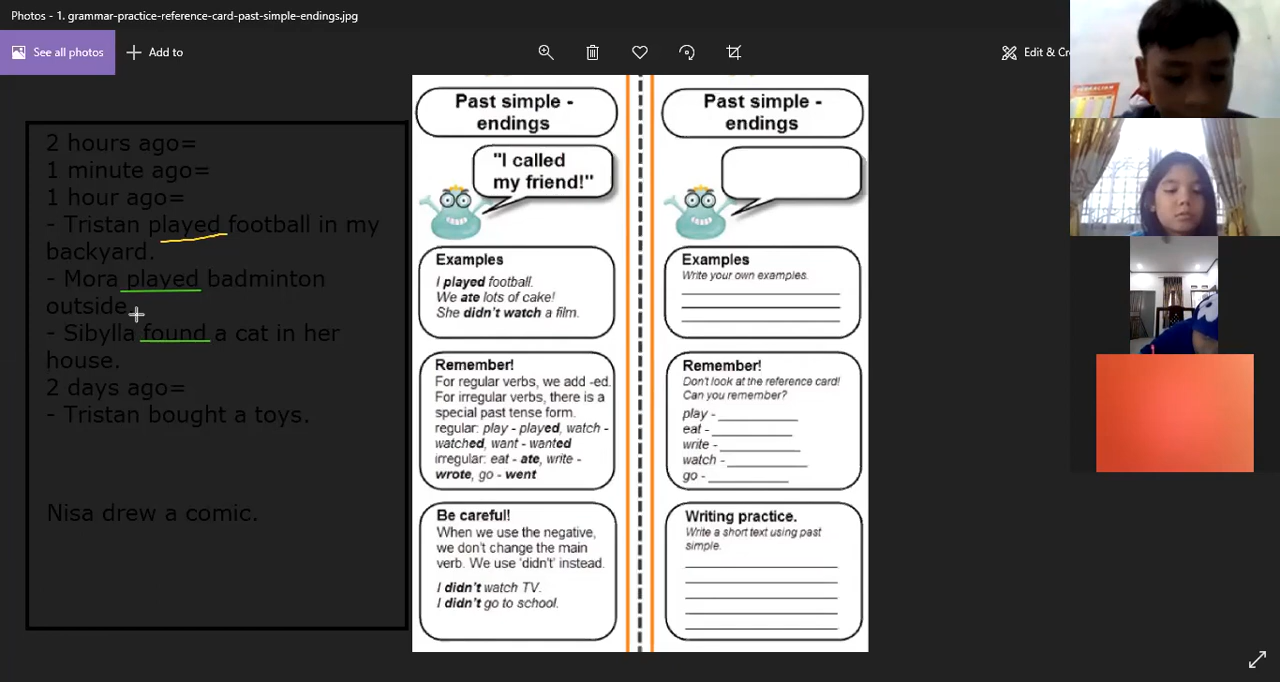 Photos - 1. grammar-practice-reference-card-past-simple-endings.jpg
See all photos
Add to
Edit & Cre
2 hours ago=
1 minute ago=
1 hour ago=
- Tristan played football in my
backyard.
- Mora played badminton
outside.
- Sibylla found a cat in her
house.
2 days ago=
- Tristan bought a toys.
Nisa drew a comic.
Past simple -
endings
"I called
my friend!"
Examples
I played football.
We ate lots of cake!
She didn't watch a film.
Remember!
For regular verbs, we add -ed.
For irregular verbs, there is a
special past tense form.
regular: play - played, watch -
watched, want - wanted
irregular: eat - ate, write -
wrote, go - went
Be careful!
When we use the negative,
we don't change the main
verb. We use 'didn't' instead.
I didn't watch TV.
I didn't go to school.
Past simple -
endings
Examples
Write your own examples.
Remember!
Don't look at the reference card!
Can you remember?
play -
eat -
write -
watch -
go -
Writing practice.
Write a short text using past
simple.